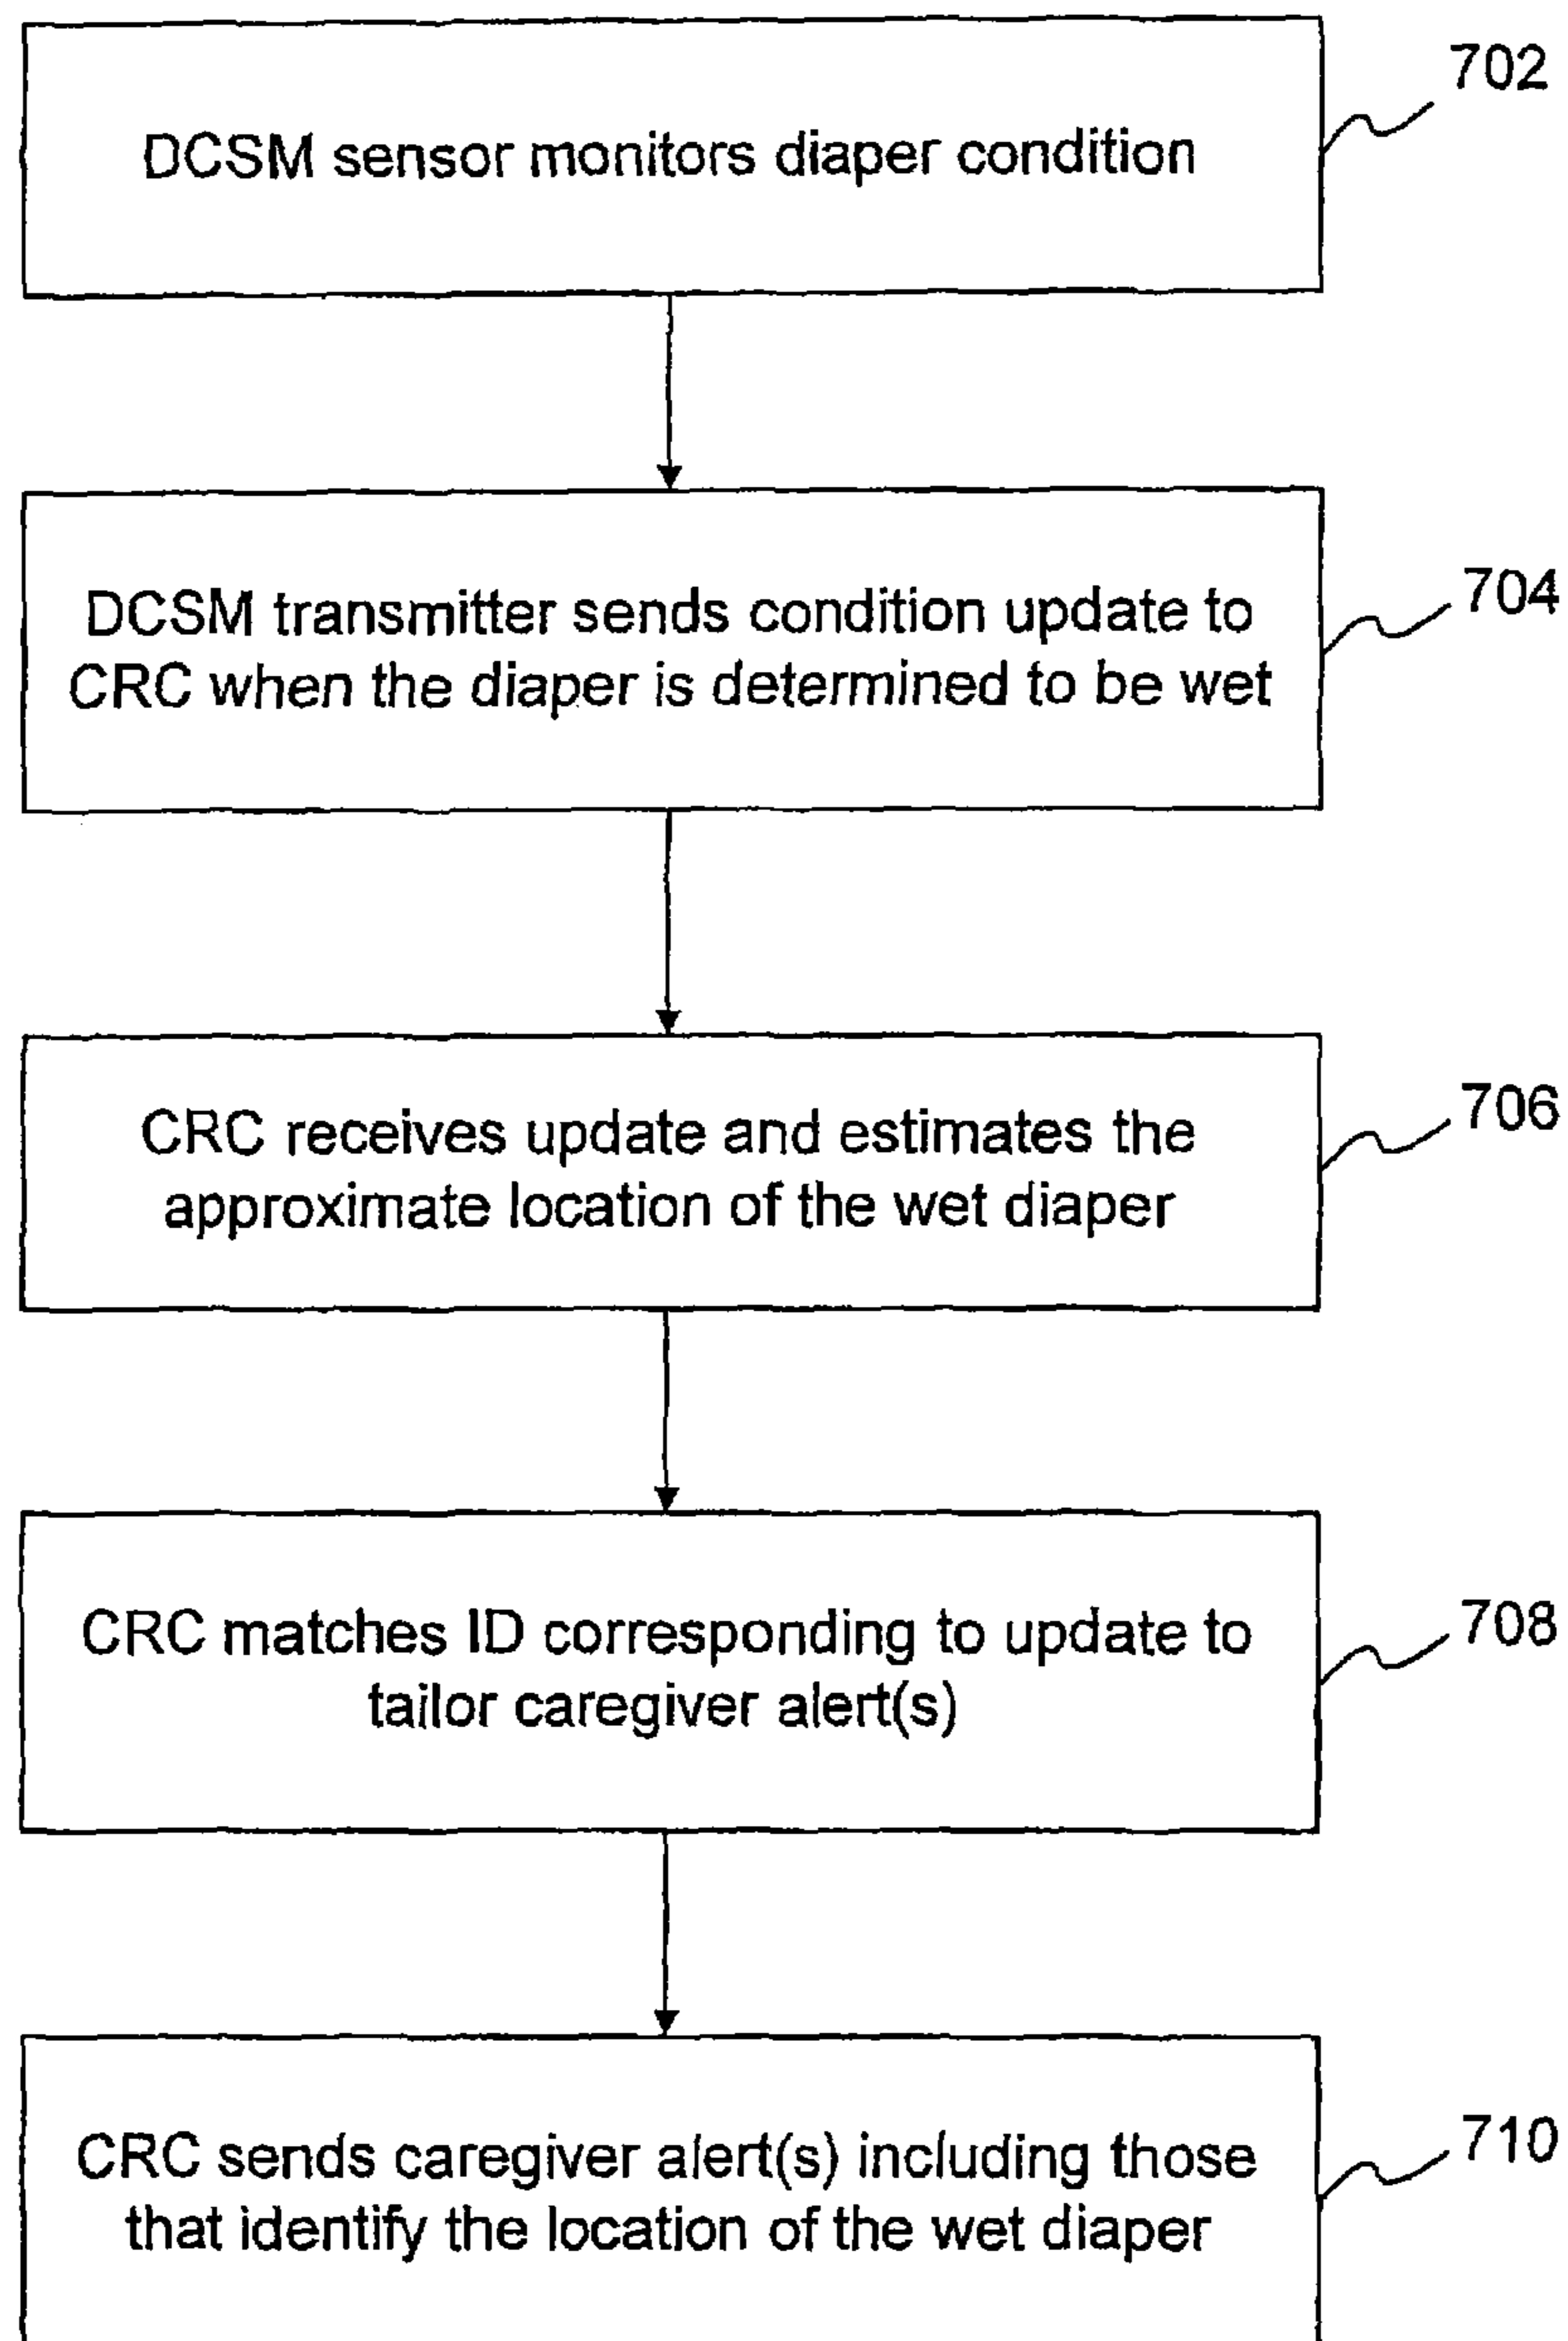 DCSM sensor monitors diaper condition
702
DCSM transmitter sends condition update to
CRC when the diaper is determined to be wet
704
CRC receives update and estimates the
approximate location of the wet diaper
706
CRC matches ID corresponding to update to
tailor caregiver alert(s)
708
CRC sends caregiver alert(s) including those
that identify the location of the wet diaper
710